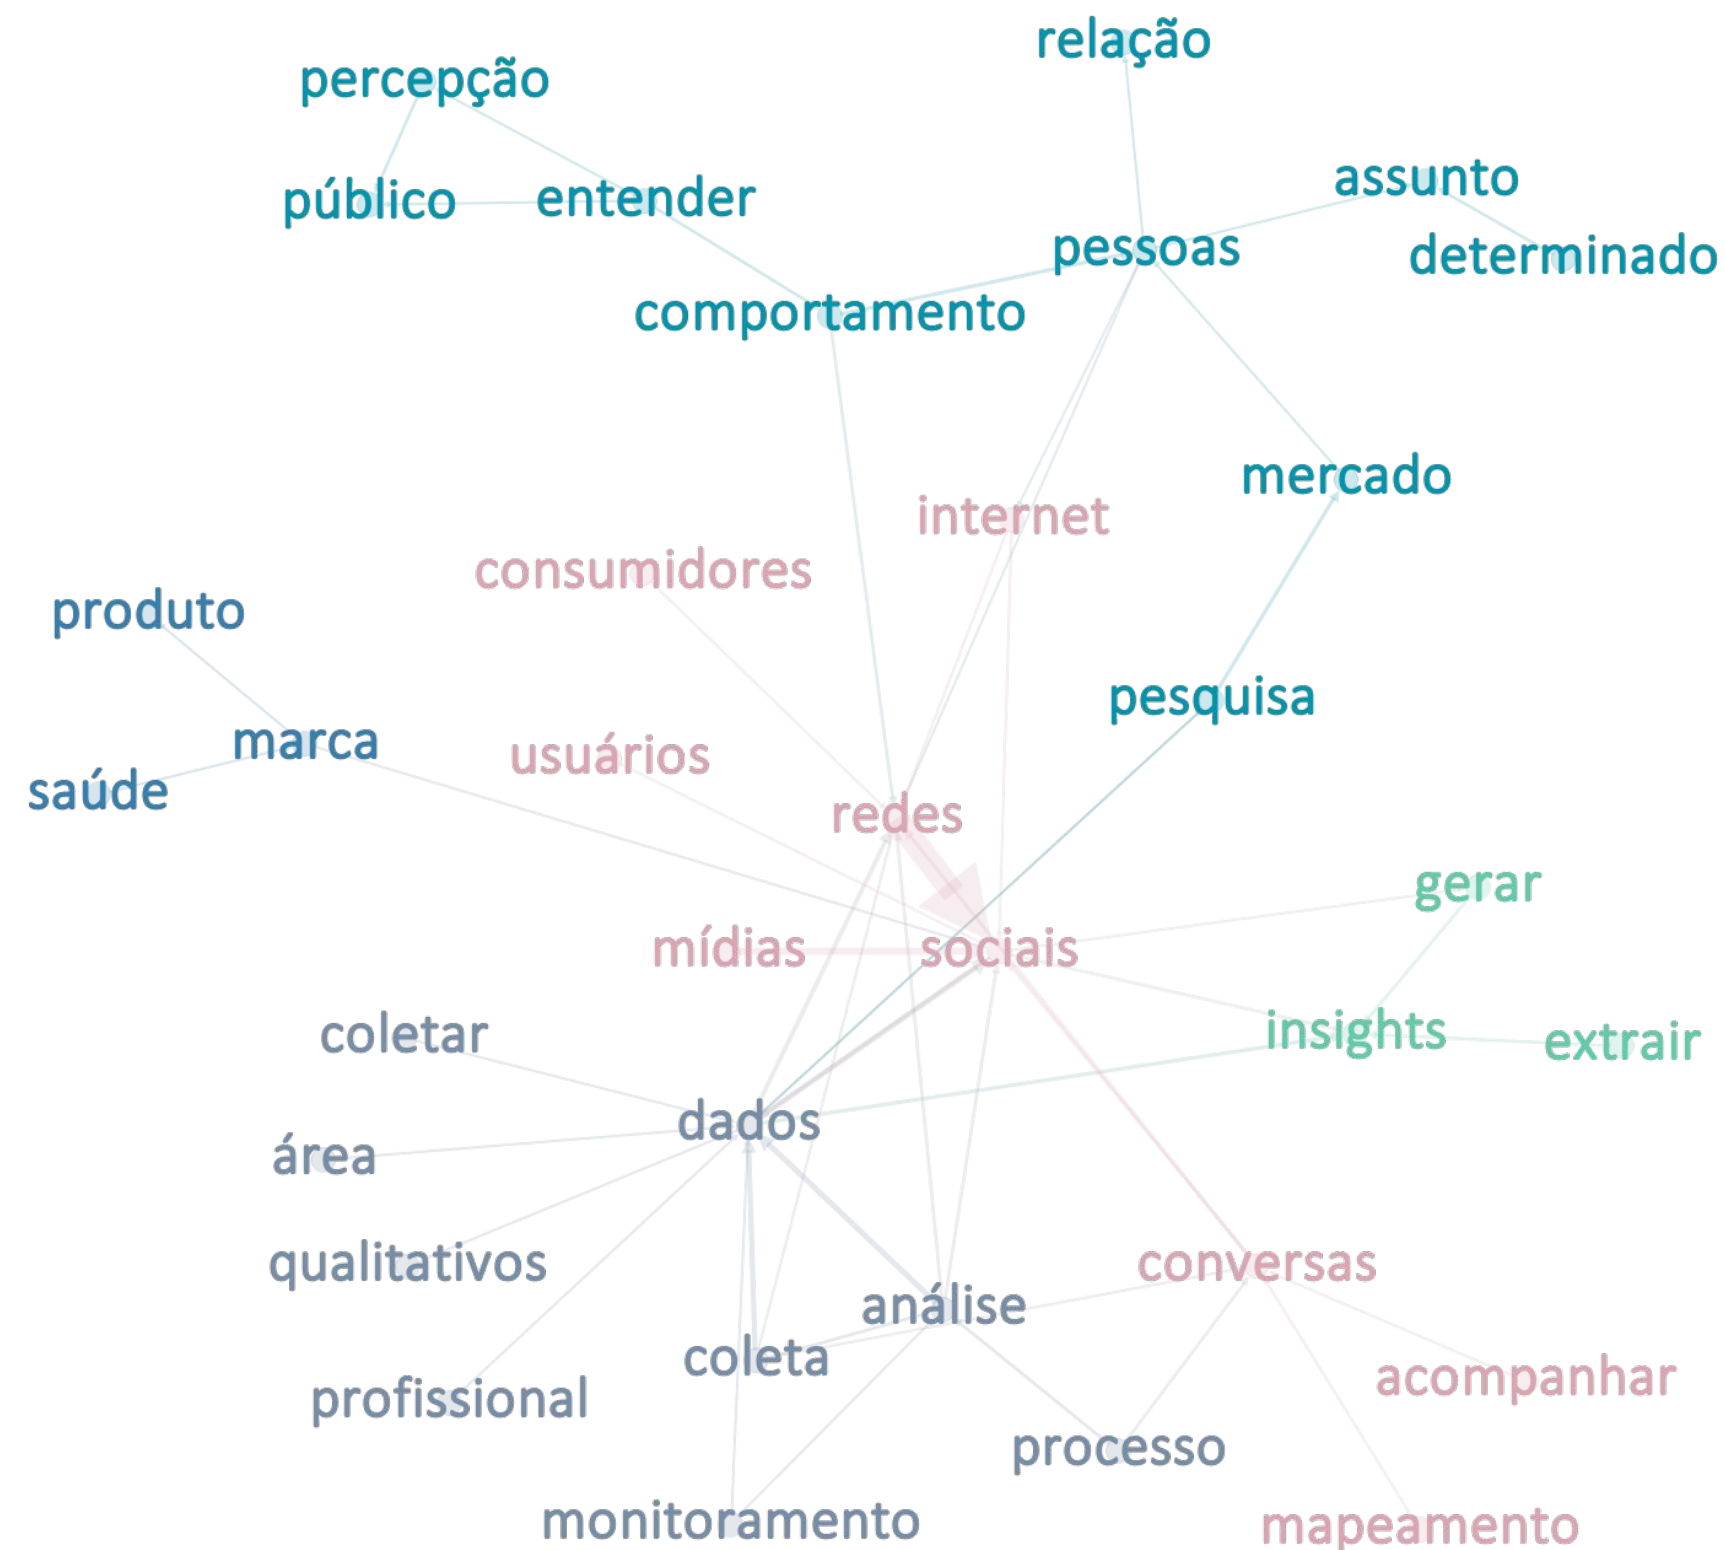 relação
percepção
assunto
público
entender
pessoas
determinado
comportamento
mercado
internet
consumidores
produto
pesquisa
marca
usuários
saúde
redes
gerar
mídias
sociais
coletar
insights
extrair
dados
área
qualitativos
conversas
análise
coleta
acompanhar
profissional
processo
monitoramento
mapeamento